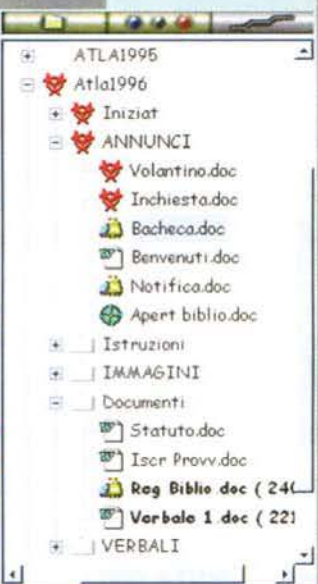 ATLA1995
Atla1996
Iniziat
ANNUNCI
Volantino.doc
Inchiesta.doc
Bacheca.doc
Benvenuti.doc
Notifica.doc
Apert biblio.doc
Istruzioni
IMMAGINI
Documenti
Statuto.doc
Iscr Provv.doc
Reg Biblio.doc ( 24(
Verbale 1.doc ( 221
VERBALI